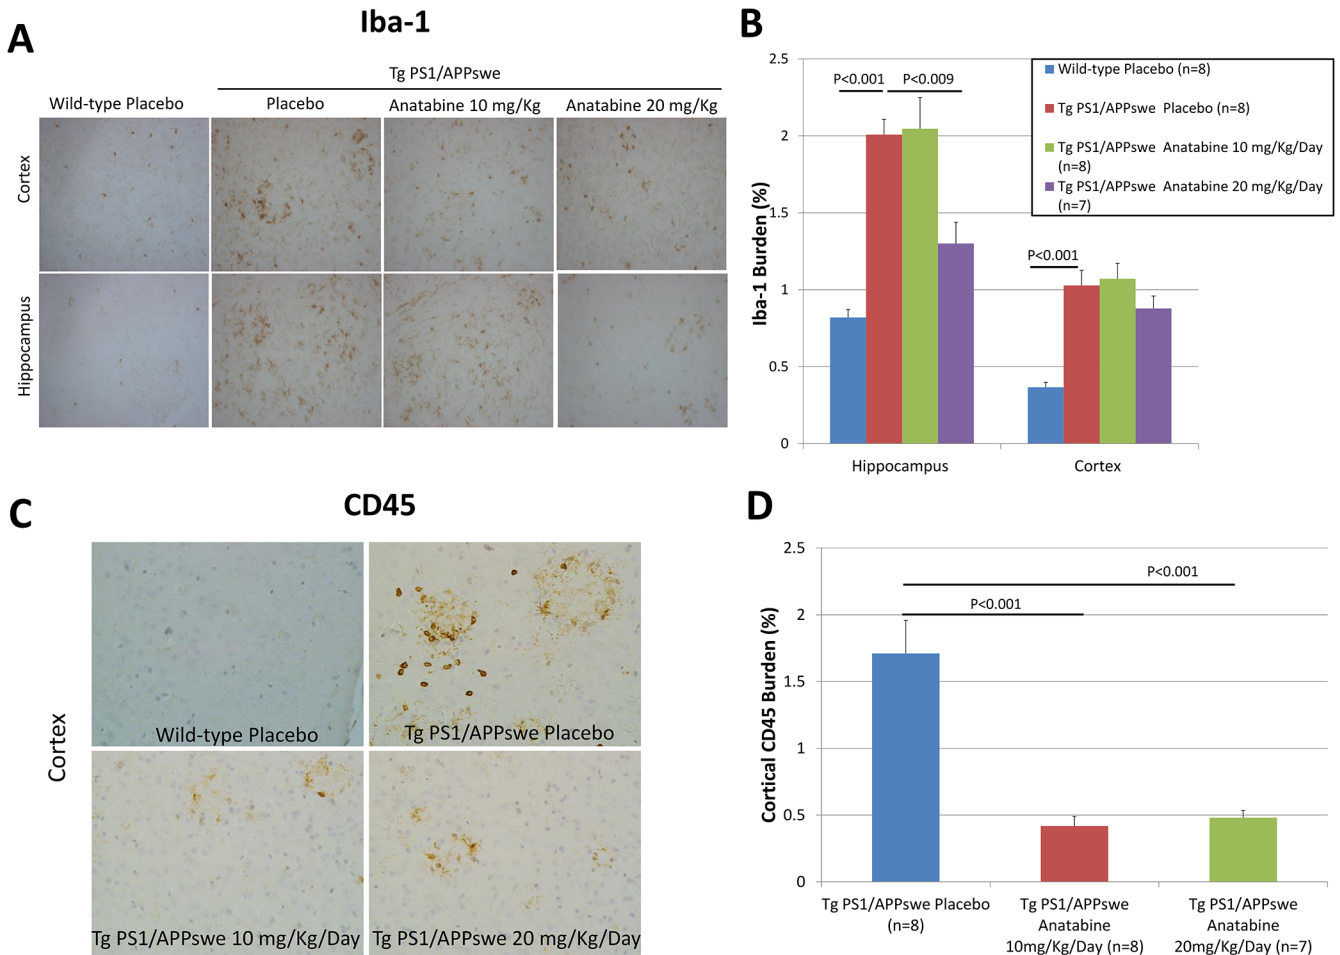 A
Iba-1
Tg PS1/APPswe
Wild-type Placebo
Placebo
Anatabine 10 mg/Kg
Anatabine 20 mg/Kg
Cortex
Hippocampus
B
2.5
2
1.5
1
0.5
0
Iba-1 Burden (%)
P<0.001
P<0.009
P<0.001
Wild-type Placebo (n=8)
Tg PS1/APPswe Placebo (n=8)
Tg PS1/APPswe Anatabine 10 mg/Kg/Day
(n=8)
Tg PS1/APPswe Anatabine 20 mg/Kg/Day
(n=7)
Hippocampus
Cortex
C
CD45
Cortex
Wild-type Placebo
Tg PS1/APPswe Placebo
Tg PS1/APPswe 10 mg/Kg/Day
Tg PS1/APPswe 20 mg/Kg/Day
D
2.5
2
1.5
1
0.5
0
Cortical CD45 Burden (%)
P<0.001
P<0.001
Tg PS1/APPswe Placebo
(n=8)
Tg PS1/APPswe
Anatabine
10mg/Kg/Day (n=8)
Tg PS1/APPswe
Anatabine
20mg/Kg/Day (n=7)